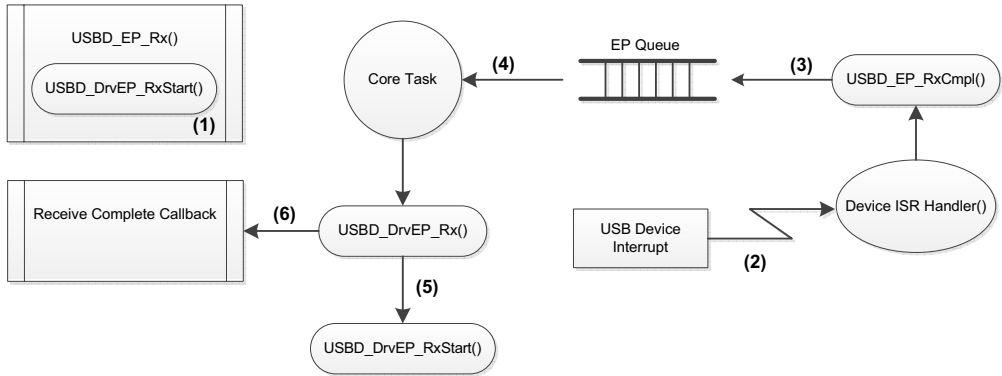 USBD_EP_Rx()
USBD_DrvEP_RxStart()
(1)
Core Task
(4)
EP Queue
(3)
USBD_EP_RxCmpl()
Receive Complete Callback
(6)
USBD_DrvEP_Rx()
USB Device
Interrupt
(2)
Device ISR Handler()
(5)
USBD_DrvEP_RxStart()